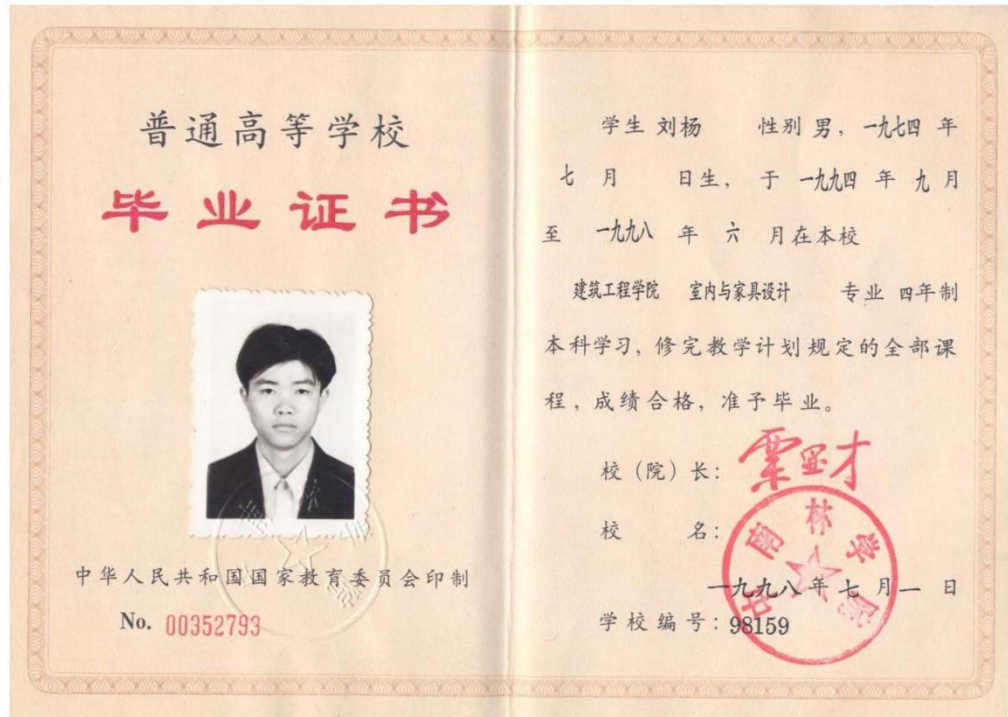 普通高等学校
毕业证书
中华人民共和国国家教育委员会印制
No. 00352793
学生 刘杨 性别 男，一九七四 年
七 月 日生，于 一九九四 年 九 月
至 一九九八 年 六 月在本校
建筑工程学院 室内与家具设计 专业 四年制
本科学习，修完教学计划规定的全部课
程，成绩合格，准予毕业。
校（院）长：
校 名：
中南林学院
一九九八年七月一日
学校编号：98159